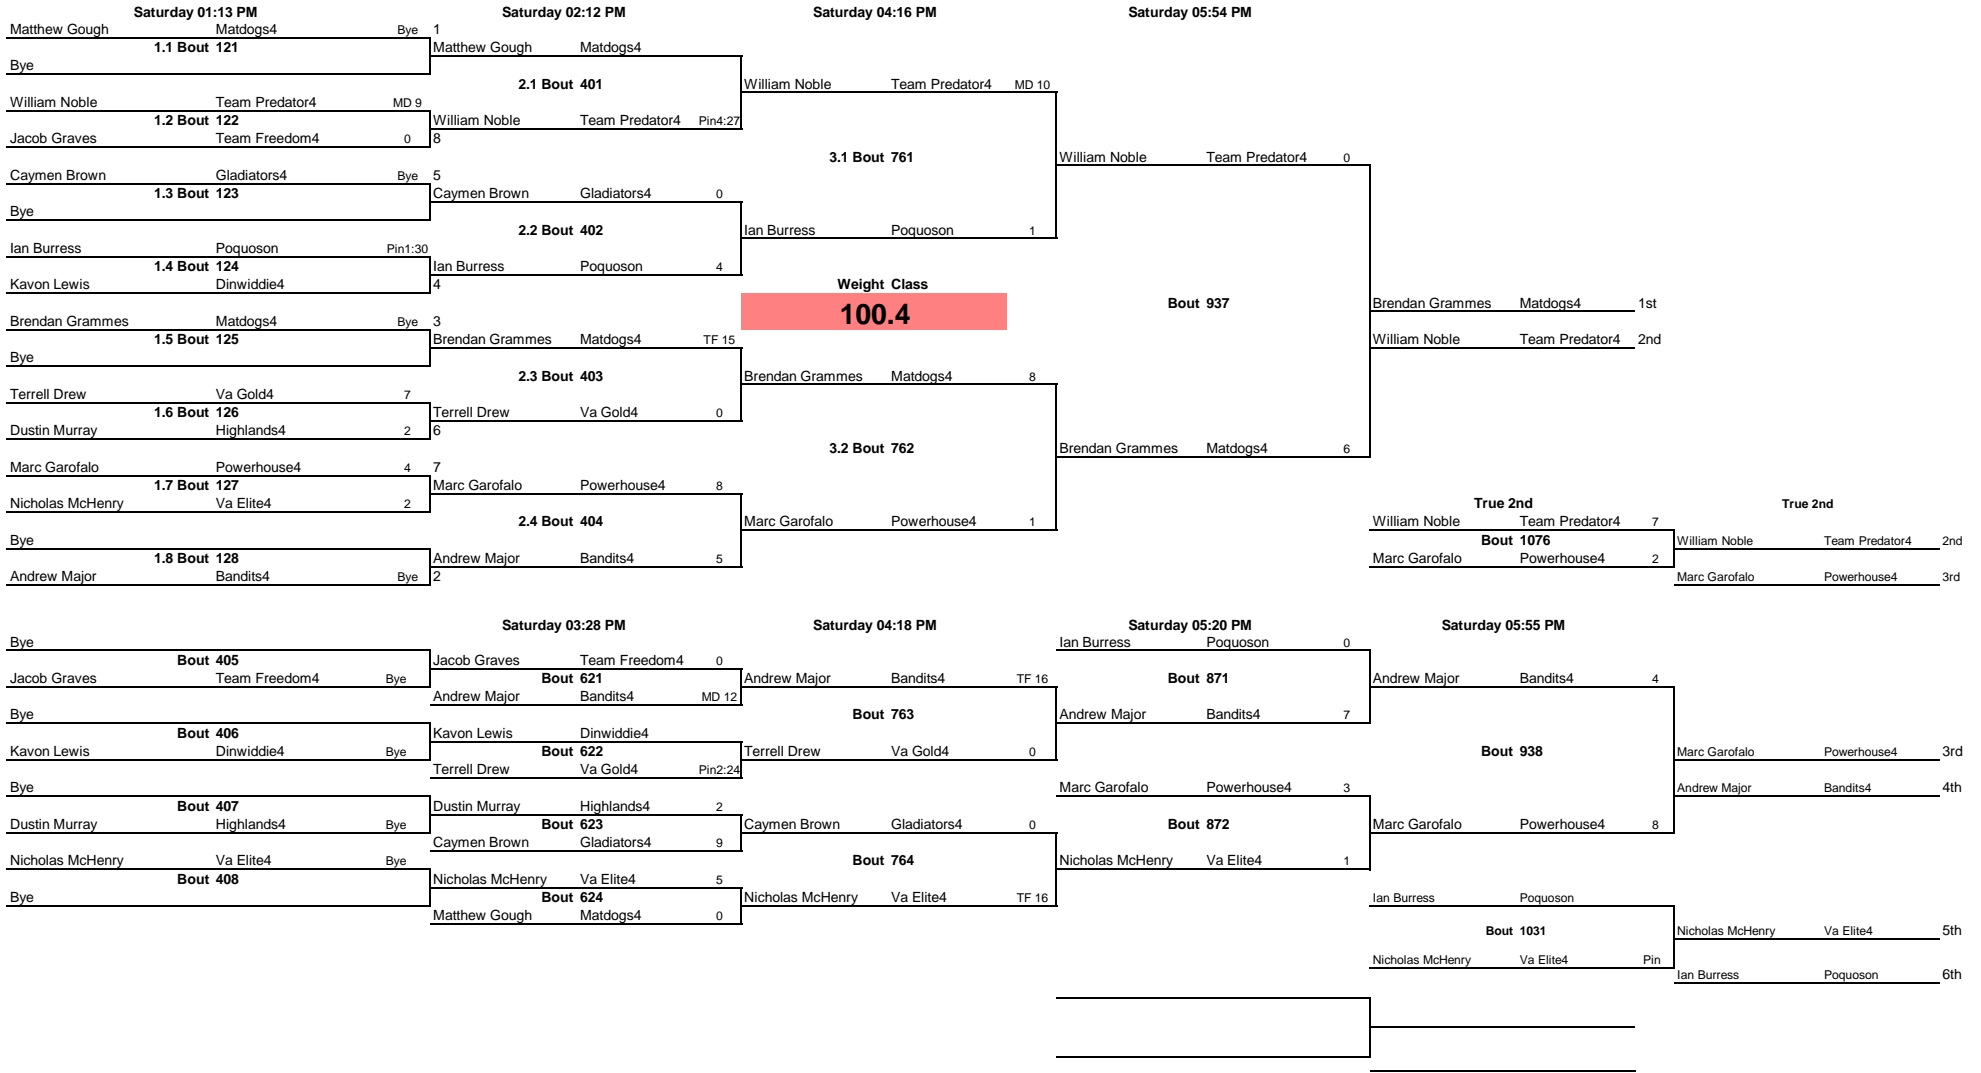 Saturday 01:13 PM Saturday 02:12 PM Saturday 04:16 PM Saturday 05:54 PM
Matthew Gough Matdogs4 Bye 1
1.1 Bout 121 Matthew Gough Matdogs4
Bye
2.1 Bout 401 William Noble Team Predator4 MD 10
William Noble Team Predator4 MD 9
1.2 Bout 122 William Noble Team Predator4 Pin4:27
Jacob Graves Team Freedom4 0 8
3.1 Bout 761 William Noble Team Predator4 0
Caymen Brown Gladiators4 Bye 5
1.3 Bout 123 Caymen Brown Gladiators4 0
Bye
2.2 Bout 402 Ian Burress Poquoson 1
Ian Burress Poquoson Pin1:30
1.4 Bout 124 Ian Burress Poquoson 4
Kavon Lewis Dinwiddie4 4 Weight Class
Bout 937 Brendan Grammes Matdogs4 1st
100.4
Brendan Grammes Matdogs4 Bye 3
1.5 Bout 125 Brendan Grammes Matdogs4 TF 15 William Noble Team Predator4 2nd
Bye
2.3 Bout 403 Brendan Grammes Matdogs4 8
Terrell Drew Va Gold4 7
1.6 Bout 126 Terrell Drew Va Gold4 0
Dustin Murray Highlands4 2 6
3.2 Bout 762 Brendan Grammes Matdogs4 6
Marc Garofalo Powerhouse4 4 7
1.7 Bout 127 Marc Garofalo Powerhouse4 8
Nicholas McHenry Va Elite4 2 True 2nd True 2nd
2.4 Bout 404 Marc Garofalo Powerhouse4 1 William Noble Team Predator4 7
Bye Bout 1076 William Noble Team Predator4 2nd
1.8 Bout 128 Andrew Major Bandits4 5 Marc Garofalo Powerhouse4 2
Andrew Major Bandits4 Bye 2 Marc Garofalo Powerhouse4 3rd
Saturday 03:28 PM Saturday 04:18 PM Saturday 05:20 PM Saturday 05:55 PM
Bye Ian Burress Poquoson 0
Bout 405 Jacob Graves Team Freedom4 0
Jacob Graves Team Freedom4 Bye Bout 621 Andrew Major Bandits4 TF 16 Bout 871 Andrew Major Bandits4 4
Andrew Major Bandits4 MD 12
Bye Bout 763 Andrew Major Bandits4 7
Bout 406 Kavon Lewis Dinwiddie4
Kavon Lewis Dinwiddie4 Bye Bout 622 Terrell Drew Va Gold4 0 Bout 938 Marc Garofalo Powerhouse4 3rd
Terrell Drew Va Gold4 Pin2:24
Bye Marc Garofalo Powerhouse4 3 Andrew Major Bandits4 4th
Bout 407 Dustin Murray Highlands4 2
Dustin Murray Highlands4 Bye Bout 623 Caymen Brown Gladiators4 0 Bout 872 Marc Garofalo Powerhouse4 8
Caymen Brown Gladiators4 9
Nicholas McHenry Va Elite4 Bye Bout 764 Nicholas McHenry Va Elite4 1
Bout 408 Nicholas McHenry Va Elite4 5
Bye Bout 624 Nicholas McHenry Va Elite4 TF 16 Ian Burress Poquoson
Matthew Gough Matdogs4 0
Bout 1031 Nicholas McHenry Va Elite4 5th
Nicholas McHenry Va Elite4 Pin
Ian Burress Poquoson 6th